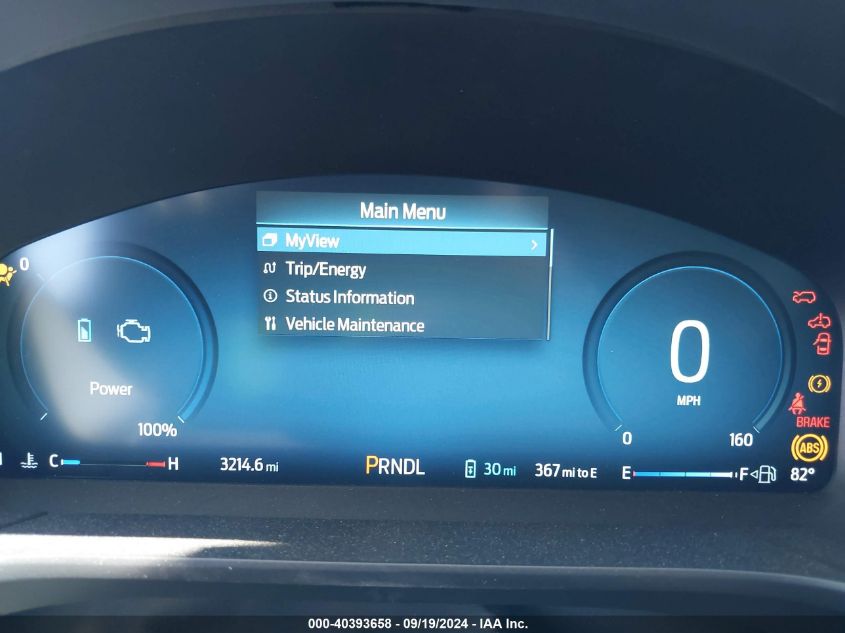 Main Menu
MyView
Trip/Energy
Status Information
Vehicle Maintenance
0
Power
100%
0
MPH
0
160
BRAKE
ABS
C
H
3214.6 mi
PRNDL
30 mi
367 mi to E
E
F
82°
000-40393658 - 09/19/2024 - IAA Inc.